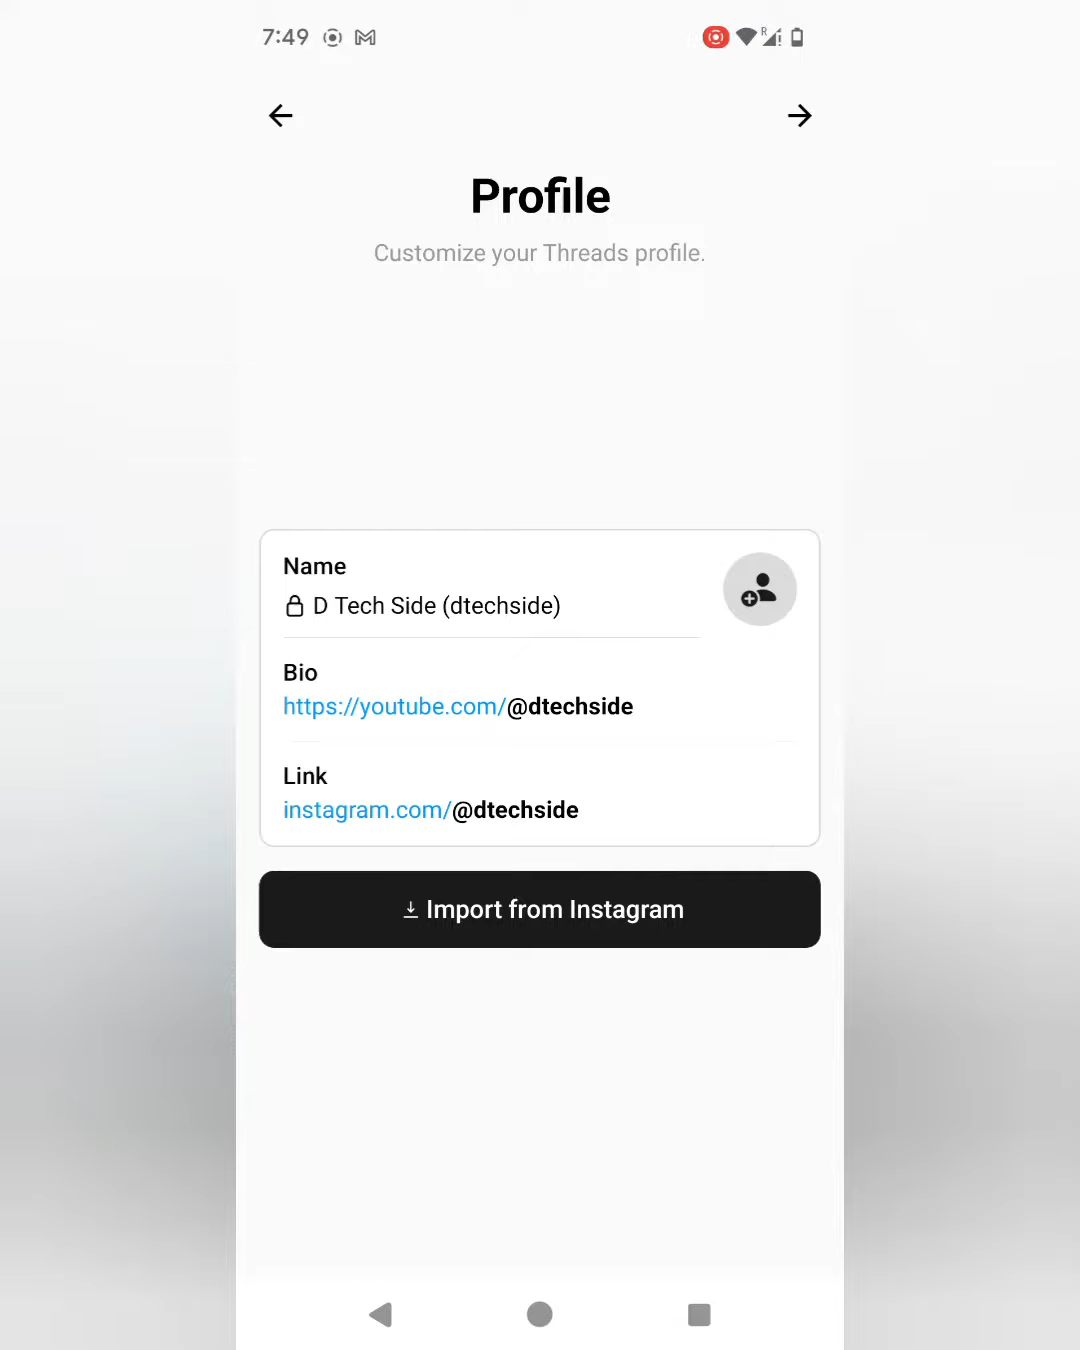 7:49
R
Profile
Customize your Threads profile.
Name
D Tech Side (dtechside)
Bio
https://youtube.com/@dtechside
Link
instagram.com/@dtechside
Import from Instagram